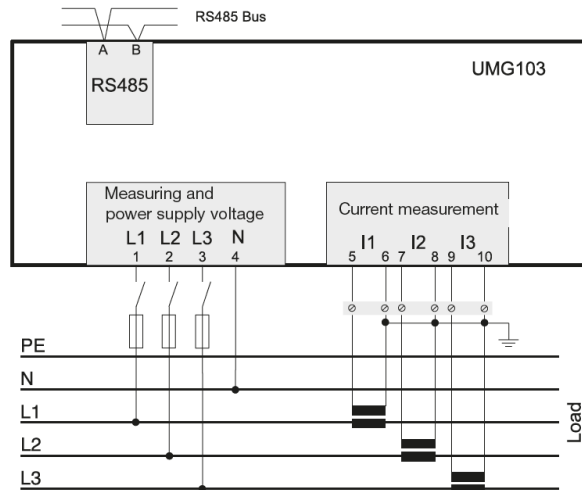 RS485 Bus
A B
RS485
UMG103
Measuring and
power supply voltage
L1 L2 L3 N
1 2 3 4
Current measurement
I1 I2 I3
5 6 7 8 9 10
PE
N
L1
L2
L3
Load